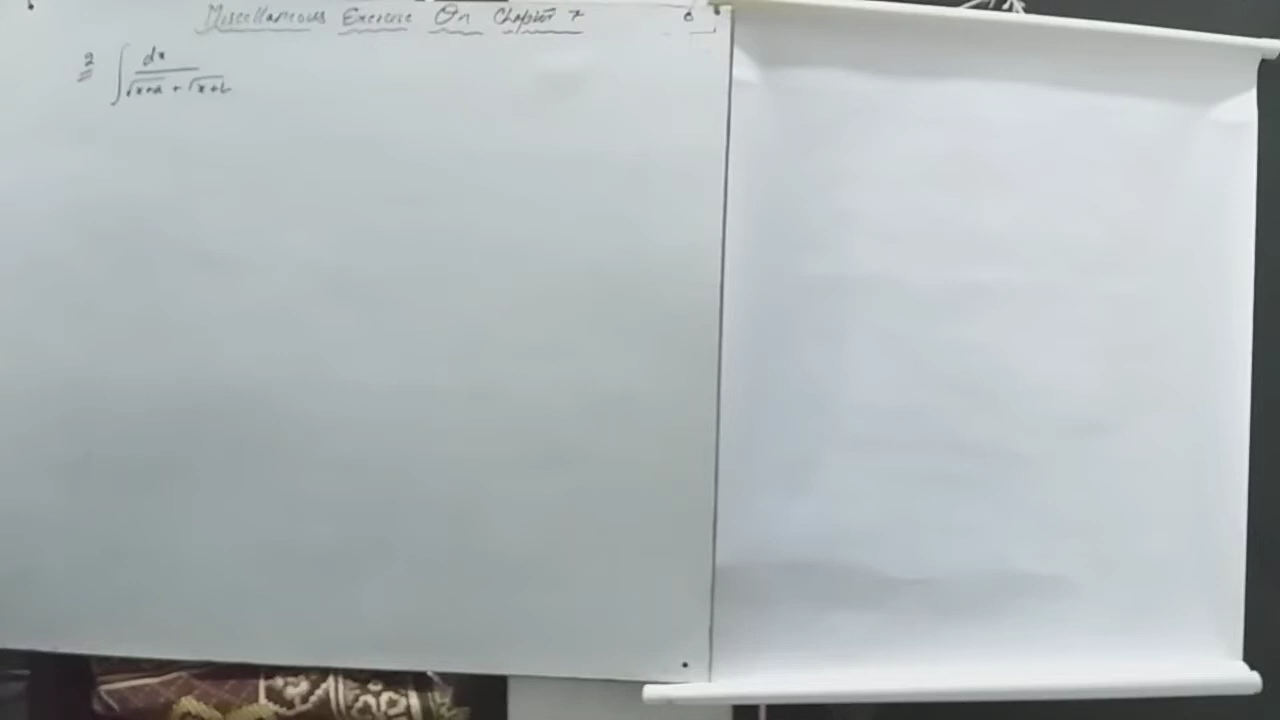 Miscellaneous Exercise On Chapter 7
2 ∫ dx / (√x+a + √x+b)